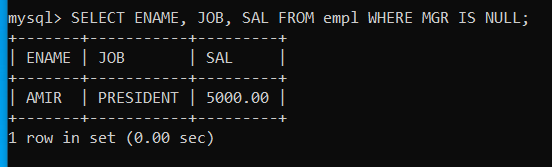 mysql> SELECT ENAME, JOB, SAL FROM empl WHERE MGR IS NULL;
+-------+-----------+---------+
| ENAME | JOB       | SAL     |
+-------+-----------+---------+
| AMIR  | PRESIDENT | 5000.00 |
+-------+-----------+---------+
1 row in set (0.00 sec)